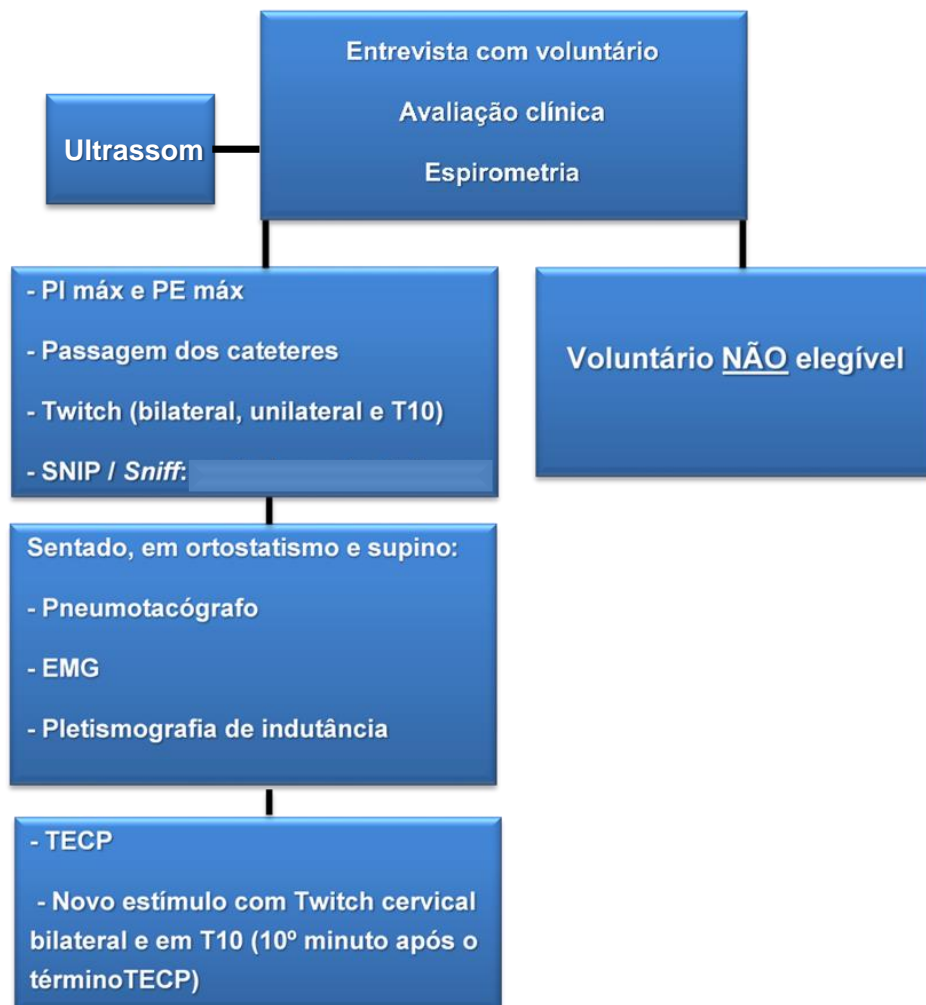 Entrevista com voluntário
Avaliação clínica
Espirometria
Ultrassom
- PI máx e PE máx
- Passagem dos cateteres
- Twitch (bilateral, unilateral e T10)
- SNIP / Sniff:
Voluntário NÃO elegível
Sentado, em ortostatismo e supino:
- Pneumotacógrafo
- EMG
- Pletismografia de indutância
- TECP
- Novo estímulo com Twitch cervical
bilateral e em T10 (10º minuto após o
términoTECP)